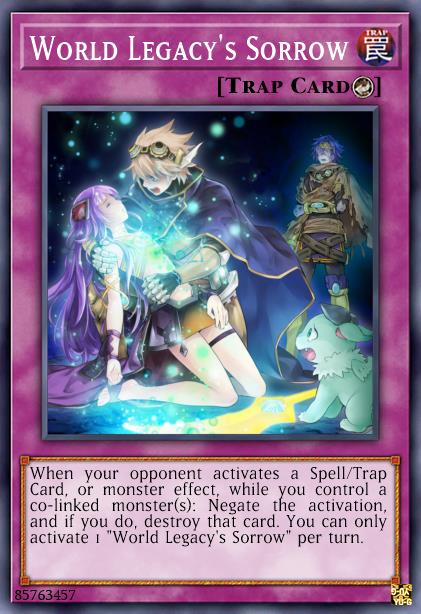 WORLD LEGACY'S SORROW
TRAP
罠
[TRAP CARD]
When your opponent activates a Spell/Trap
Card, or monster effect, while you control a
co-linked monster(s): Negate the activation,
and if you do, destroy that card. You can only
activate 1 "World Legacy's Sorrow" per turn.
85763457